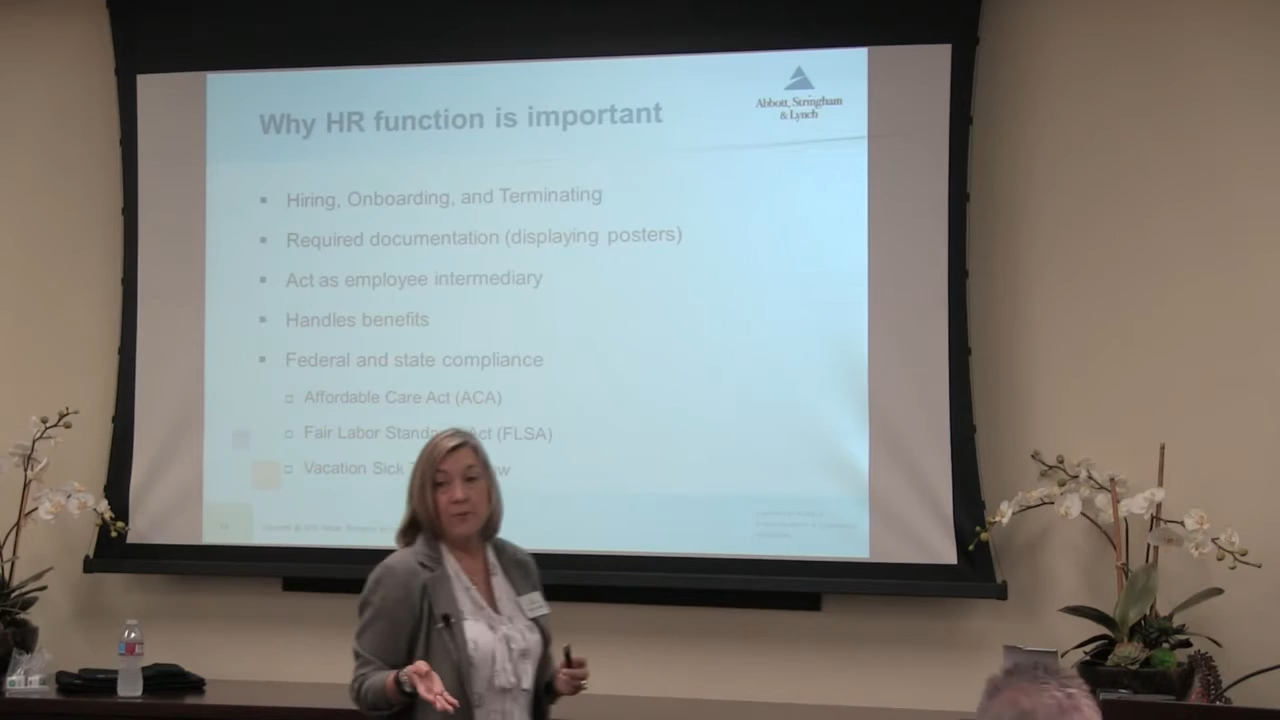 Abbott, Stringham
& Lynch
Why HR function is important
Hiring, Onboarding, and Terminating
Required documentation (displaying posters)
Act as employee intermediary
Handles benefits
Federal and state compliance
Affordable Care Act (ACA)
Fair Labor Act (FLSA)
Vacation Sick